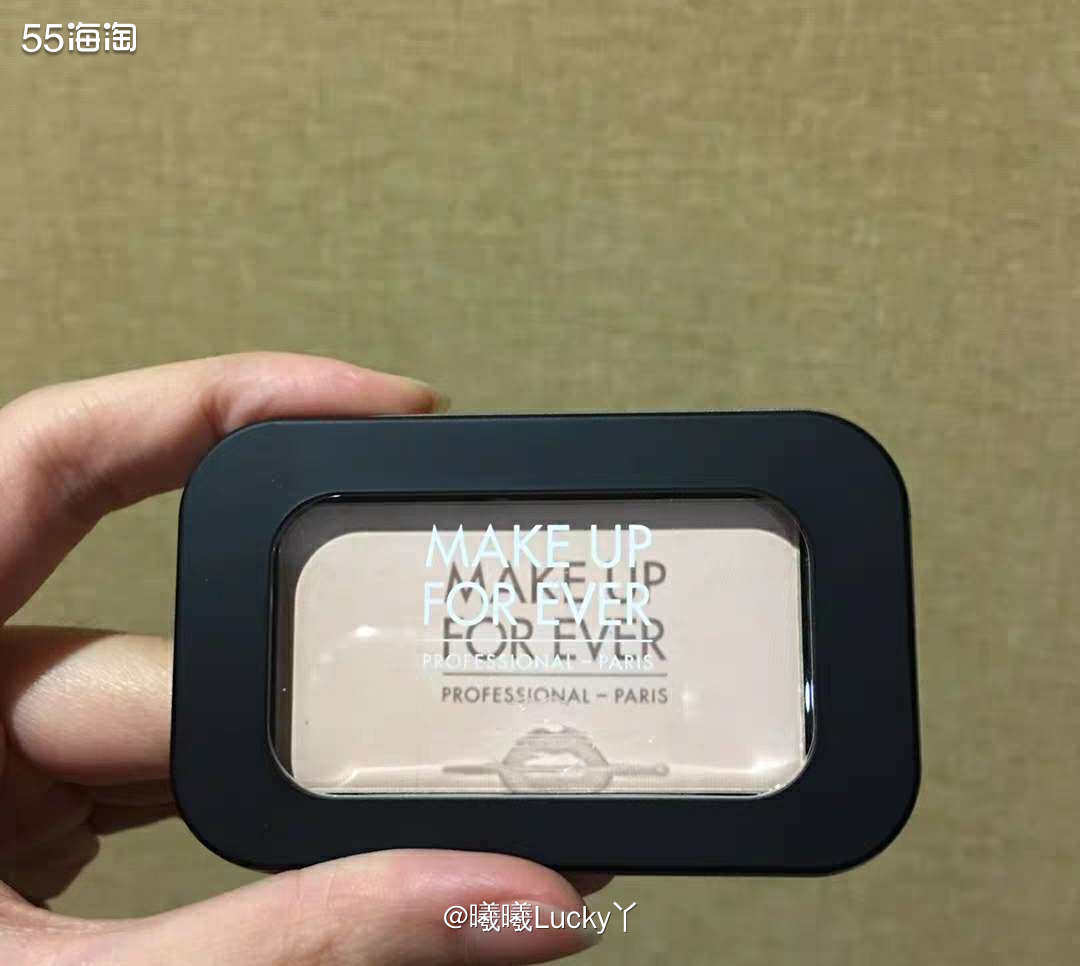 55海淘
MAKE UP
FOR EVER
PROFESSIONAL – PARIS
MAKE UP
FOR EVER
PROFESSIONAL – PARIS
@曦曦Lucky丫